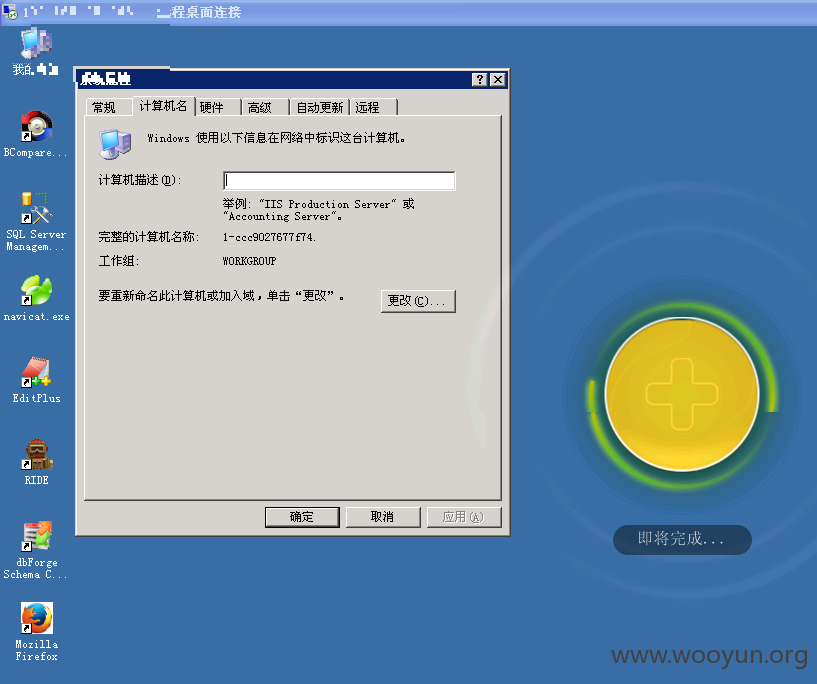 程桌面连接
我的
BCompare...
SQL Server
Managem...
navicat.exe
EditPlus
RIDE
dbForge
Schema C...
Mozilla
Firefox
常规
计算机名
硬件
高级
自动更新
远程
Windows 使用以下信息在网络中标识这台计算机。
计算机描述(D):
举例: "IIS Production Server" 或
"Accounting Server"。
完整的计算机名称:
1-ccc9027677f74.
工作组:
WORKGROUP
要重新命名此计算机或加入域，单击“更改”。
更改(C)...
确定
取消
应用(A)
即将完成...
www.wooyun.org